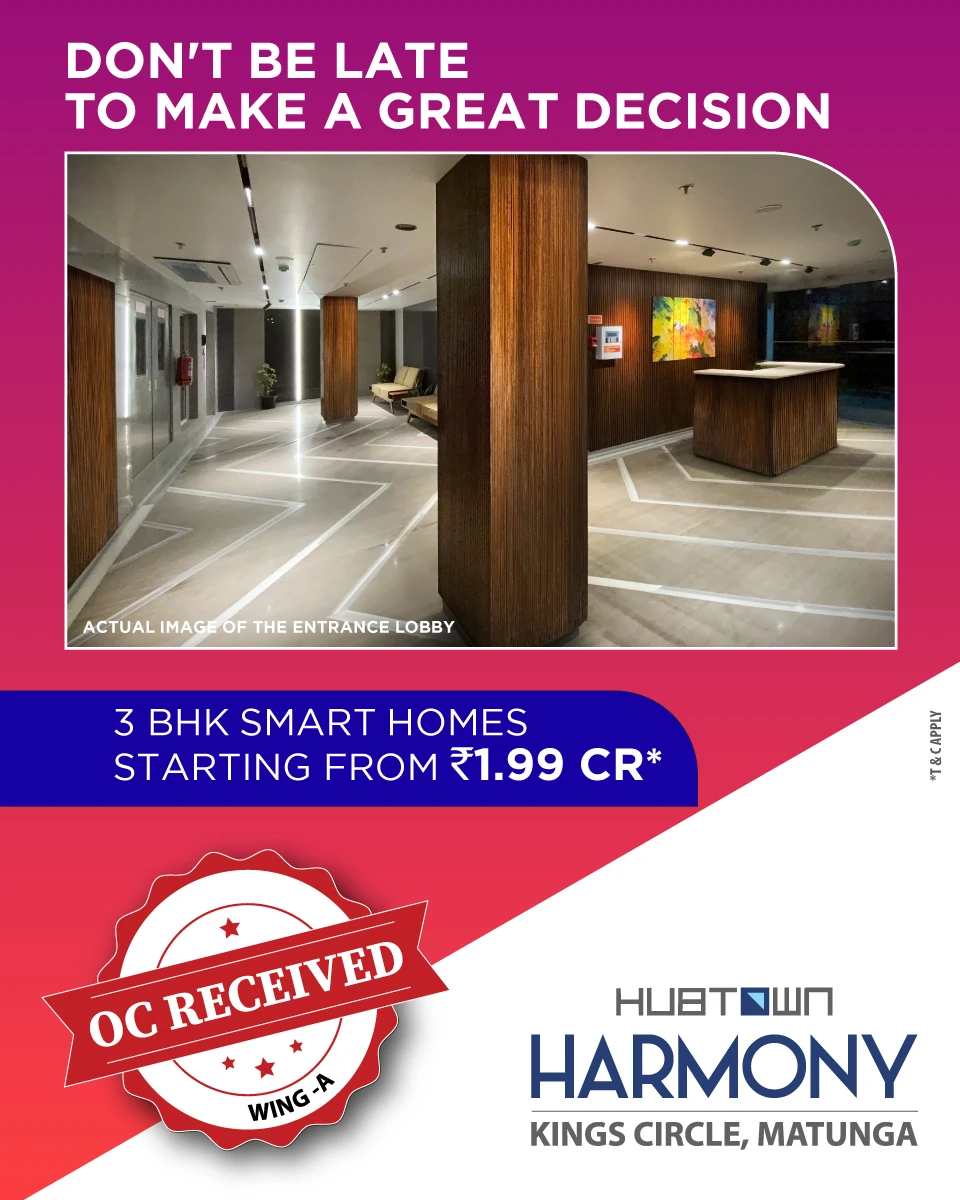 DON'T BE LATE
TO MAKE A GREAT DECISION
ACTUAL IMAGE OF THE ENTRANCE LOBBY
3 BHK SMART HOMES
STARTING FROM ₹1.99 CR*
*T & C APPLY
OC RECEIVED
WING -A
HUBTOWN
HARMONY
KINGS CIRCLE, MATUNGA